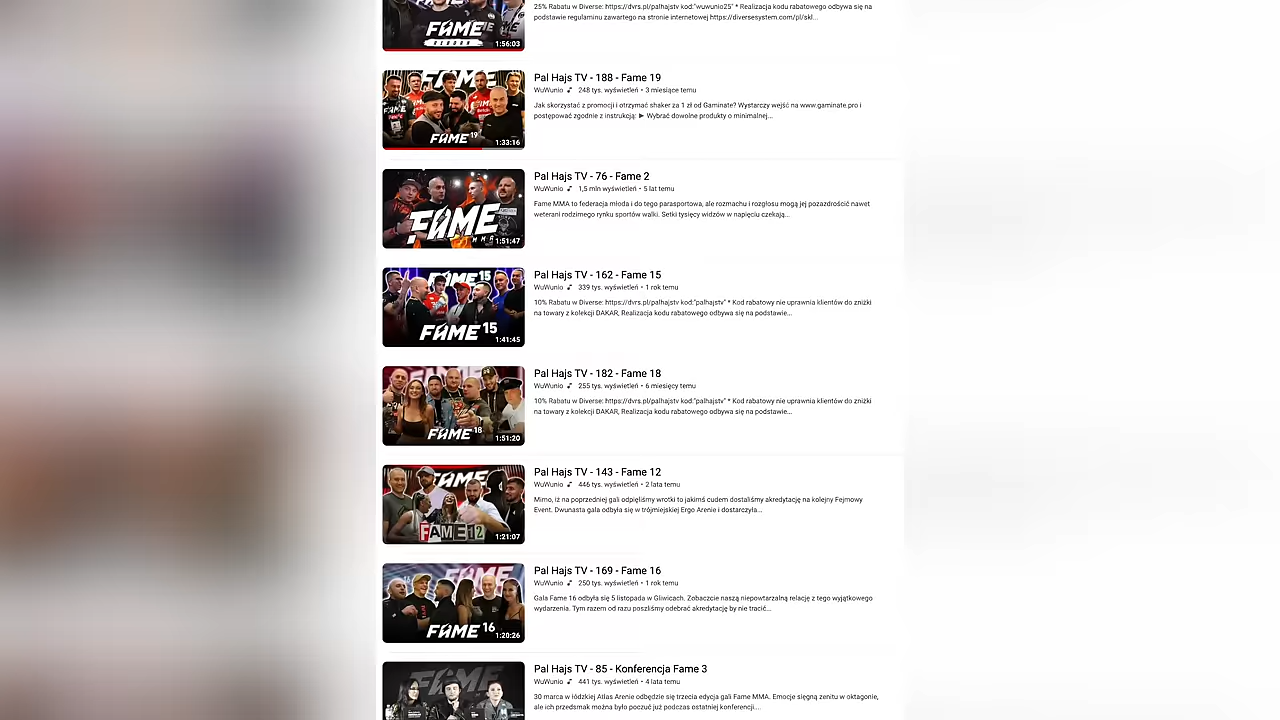 FAME
REBORN
1:56:03
25% Rabatu w Diverse: https://dvrs.pl/palhajstv kod:"wuwunio25" * Realizacja kodu rabatowego odbywa się na
podstawie regulaminu zawartego na stronie internetowej https://diversesystem.com/pl/skl...
FAME
FAME 19
1:33:16
Pal Hajs TV - 188 - Fame 19
WuWunio 248 tys. wyświetleń • 3 miesiące temu
Jak skorzystać z promocji i otrzymać shaker za 1 zł od Gaminate? Wystarczy wejść na www.gaminate.pro i
postępować zgodnie z instrukcją: ► Wybrać dowolne produkty o minimalnej...
FAME
MMA
1:51:47
Pal Hajs TV - 76 - Fame 2
WuWunio 1,5 mln wyświetleń • 5 lat temu
Fame MMA to federacja młoda i do tego parasportowa, ale rozmachu i rozgłosu mogą jej pozazdrościć nawet
weterani rodzimego rynku sportów walki. Setki tysięcy widzów w napięciu czekają...
FAME 15
FAME 15
1:41:45
Pal Hajs TV - 162 - Fame 15
WuWunio 339 tys. wyświetleń • 1 rok temu
10% Rabatu w Diverse: https://dvrs.pl/palhajstv kod:"palhajstv" * Kod rabatowy nie uprawnia klientów do zniżki
na towary z kolekcji DAKAR, Realizacja kodu rabatowego odbywa się na podstawie...
FAME 18
1:51:20
Pal Hajs TV - 182 - Fame 18
WuWunio 255 tys. wyświetleń • 6 miesięcy temu
10% Rabatu w Diverse: https://dvrs.pl/palhajstv kod:"palhajstv" * Kod rabatowy nie uprawnia klientów do zniżki
na towary z kolekcji DAKAR, Realizacja kodu rabatowego odbywa się na podstawie...
FAME
FAME 12
1:21:07
Pal Hajs TV - 143 - Fame 12
WuWunio 446 tys. wyświetleń • 2 lata temu
Mimo, iż na poprzedniej gali odpięliśmy wrotki to jakimś cudem dostaliśmy akredytację na kolejny Fejmowy
Event. Dwunasta gala odbyła się w trójmiejskiej Ergo Arenie i dostarczyła...
FAME
FAME 16
1:20:26
Pal Hajs TV - 169 - Fame 16
WuWunio 250 tys. wyświetleń • 1 rok temu
Gala Fame 16 odbyła się 5 listopada w Gliwicach. Zobaczcie naszą niepowtarzalną relację z tego wyjątkowego
wydarzenia. Tym razem od razu poszliśmy odebrać akredytację by nie tracić...
FAME
Pal Hajs TV - 85 - Konferencja Fame 3
WuWunio 441 tys. wyświetleń • 4 lata temu
30 marca w łódzkiej Atlas Arenie odbędzie się trzecia edycja gali Fame MMA. Emocje sięgną zenitu w oktagonie,
ale ich przedsmak można było poczuć już podczas ostatniej konferencji....